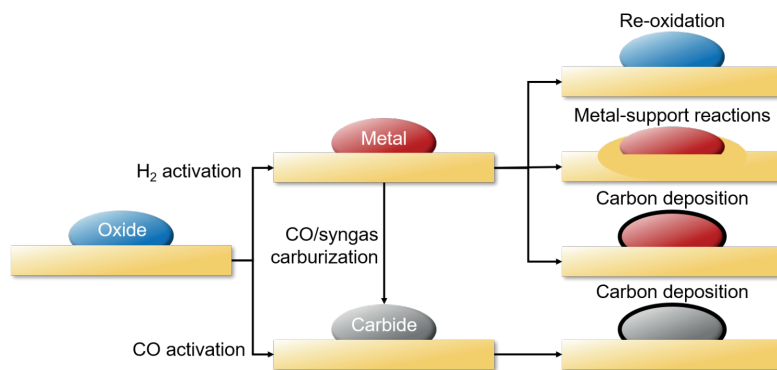 Re-oxidation
Metal-support reactions
Metal
H₂ activation
Carbon deposition
Oxide
CO/syngas
carburization
Carbon deposition
Carbide
CO activation